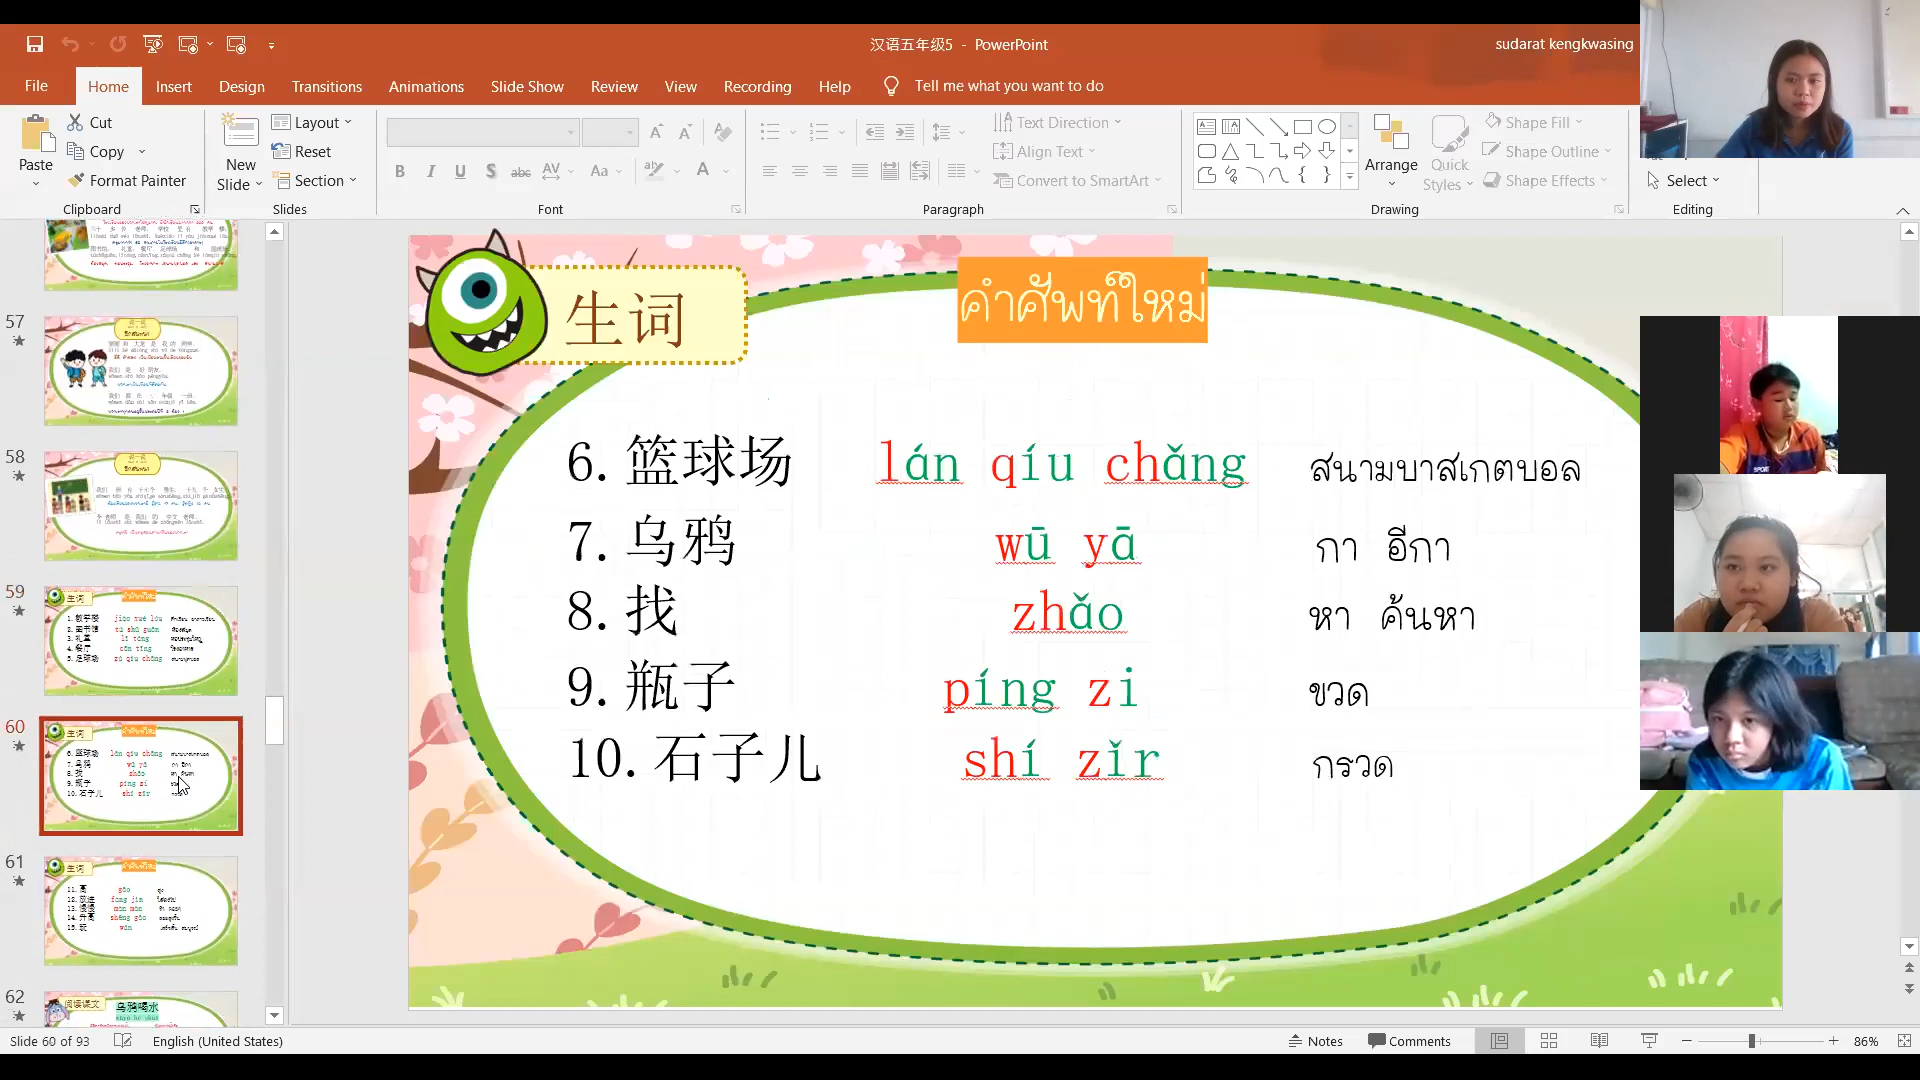 汉语五年级5 - PowerPoint
sudarat kengkwasing
File Home Insert Design Transitions Animations Slide Show Review View Recording Help Tell me what you want to do
Paste
Cut
Copy
Format Painter
Clipboard
New Slide
Layout
Reset
Section
Slides
Font
Text Direction
Align Text
Convert to SmartArt
Paragraph
Arrange
Quick Styles
Shape Fill
Shape Outline
Shape Effects
Drawing
Select
Editing
57
58
59
60
61
62
生词
คำศัพท์ใหม่
6. 篮球场 lán qíu chǎng สนามบาสเกตบอล
7. 乌鸦 wū yā กา อีกา
8. 找 zhǎo หา ค้นหา
9. 瓶子 píng zi ขวด
10. 石子儿 shí zǐr กรวด
Slide 60 of 93 English (United States) Notes Comments 86%